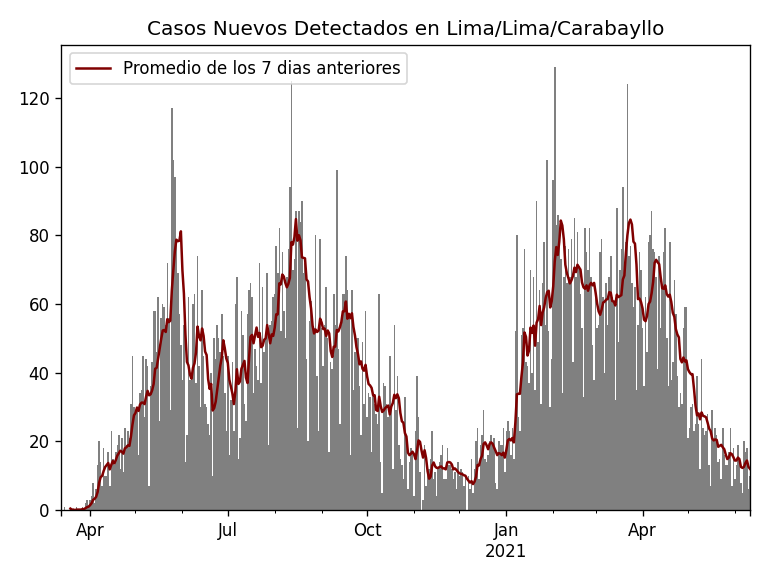 Casos Nuevos Detectados en Lima/Lima/Carabayllo
Promedio de los 7 dias anteriores
120
100
80
60
40
20
0
Apr Jul Oct Jan Apr
2021